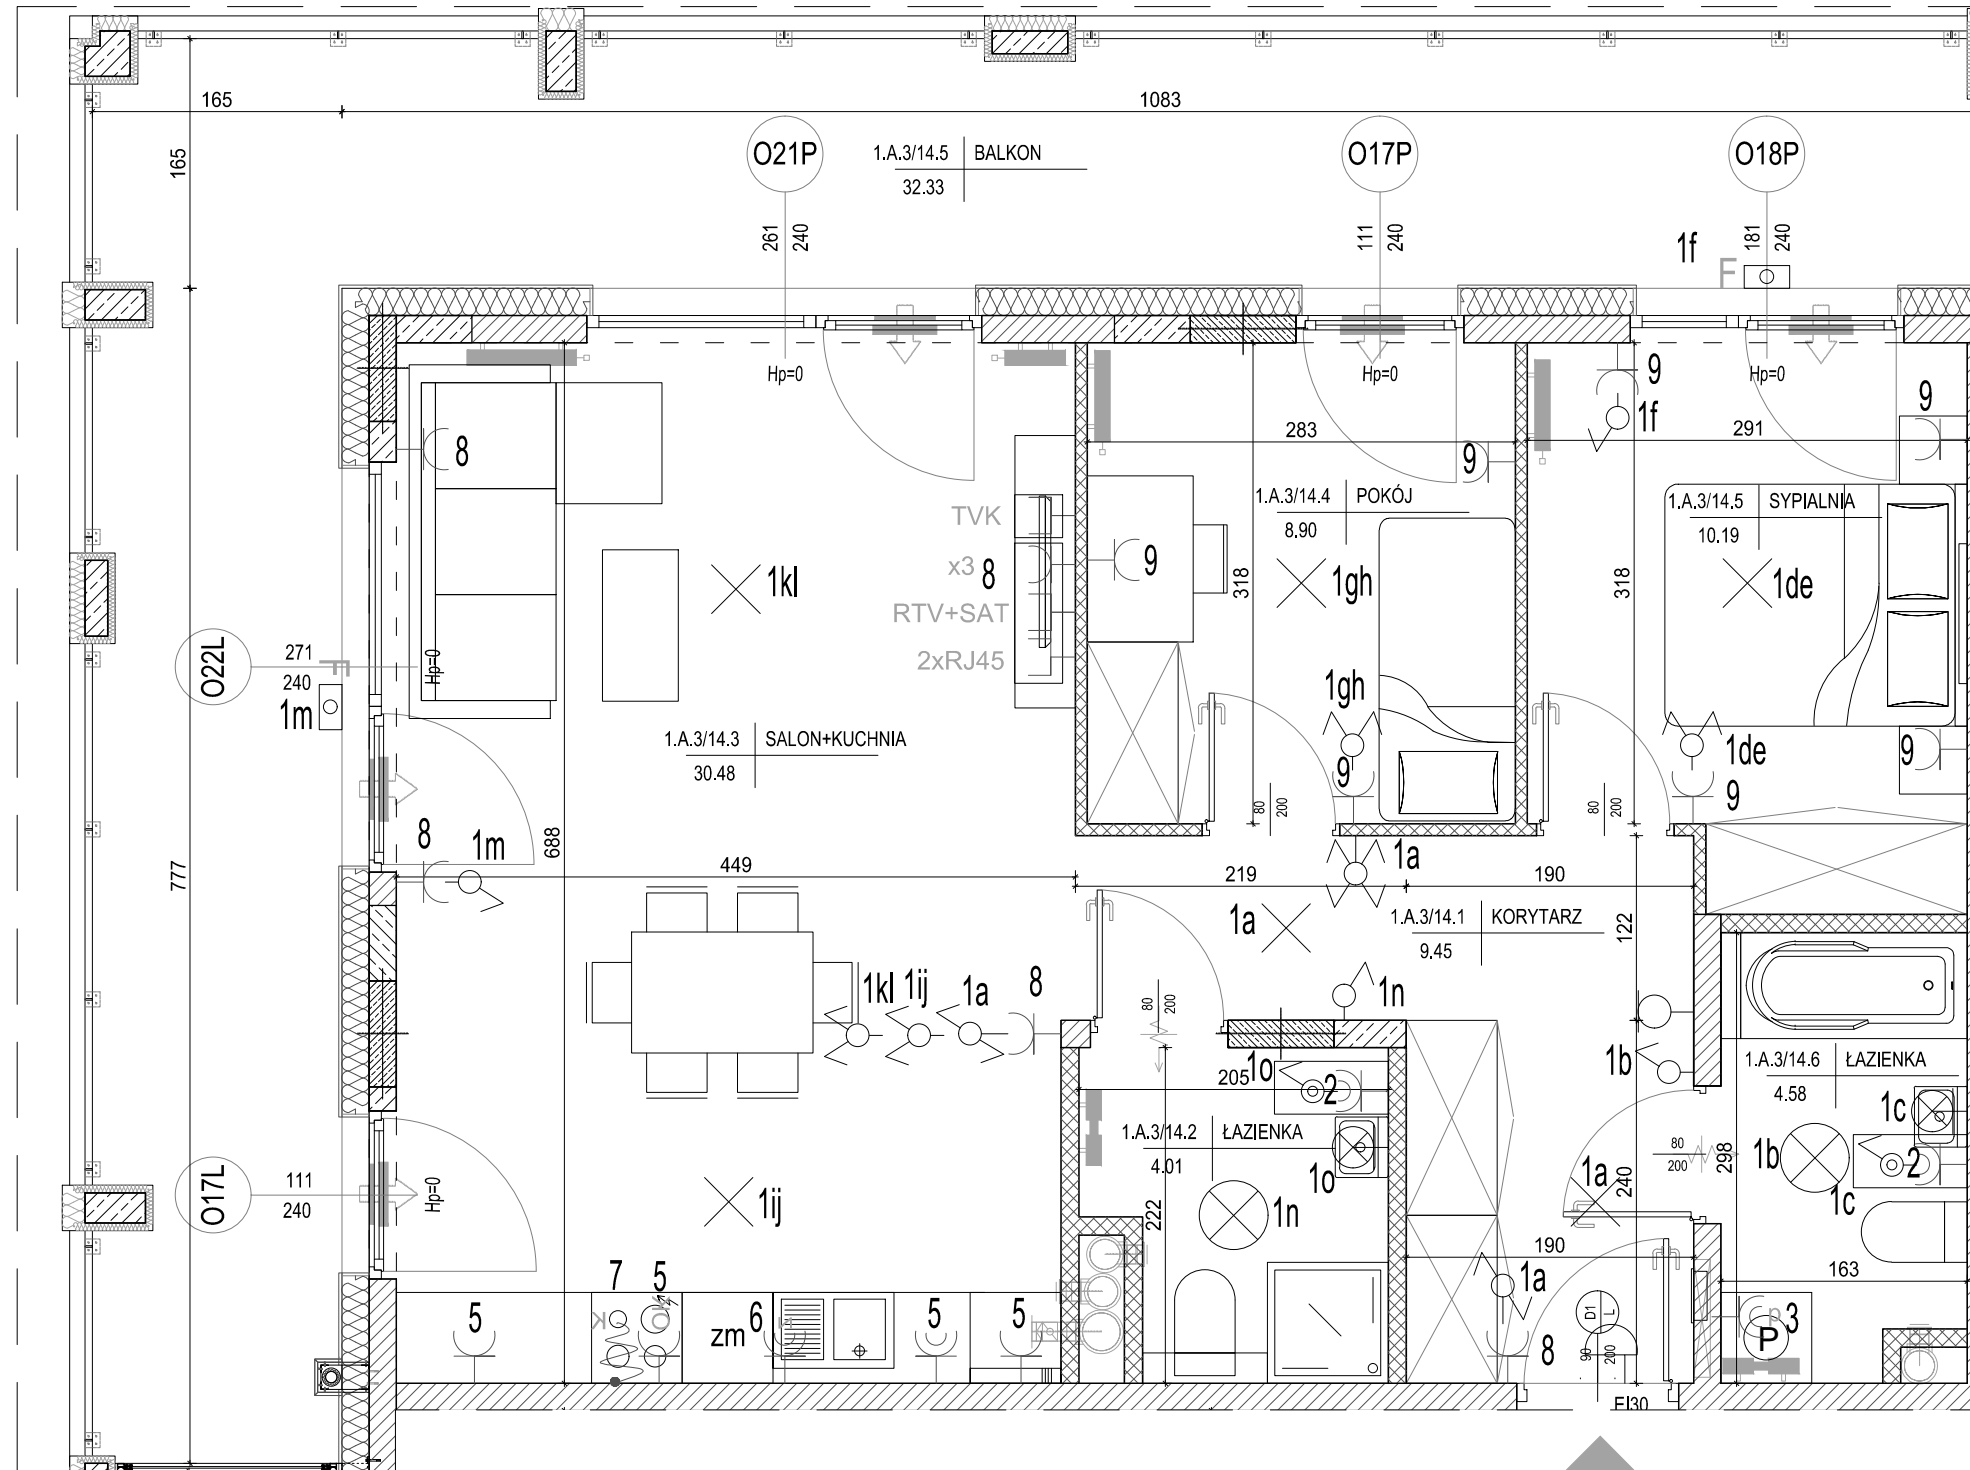 165
1083
165
O21P
1.A.3/14.5 BALKON
32.33
O17P
O18P
261
240
111
240
1f
F
181
240
Hp=0
Hp=0
Hp=0
9
9
1f
8
283
9
291
TVK
x3
8
RTV+SAT
2xRJ45
1.A.3/14.4 POKÓJ
8.90
1.A.3/14.5 SYPIALNIA
10.19
9
1kl
318
1gh
318
1de
O22L
271
240
F
1m
Hp=0
1gh
1.A.3/14.3 SALON+KUCHNIA
30.48
9
1de
9
9
80
200
80
200
777
688
8
1m
449
219
1a
190
1a
1.A.3/14.1 KORYTARZ
9.45
122
1kl
1ij
1a
8
80
200
1n
1o
205
2
1b
1.A.3/14.6 ŁAZIENKA
4.58
1c
1.A.3/14.2 ŁAZIENKA
4.01
1o
80
200
298
1b
2
1c
O17L
111
240
Hp=0
1ij
222
1n
1a
240
190
163
7
5
K
5
zm
6
5
5
1a
8
D1
L
90
200
P
3
EI30